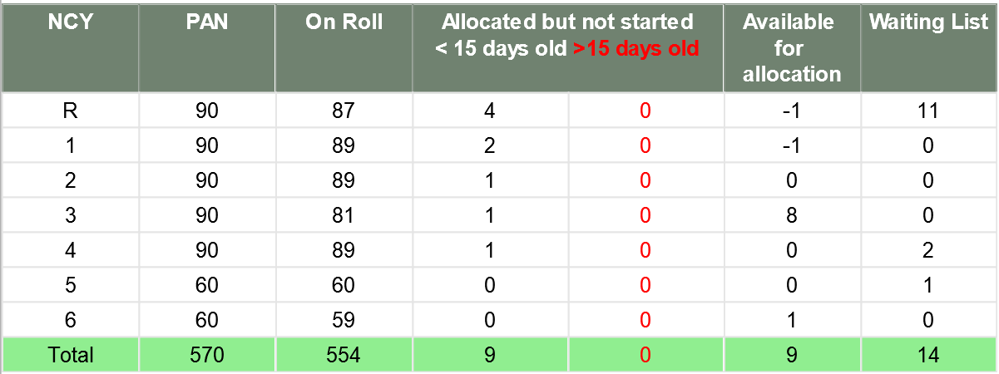 NCY PAN On Roll Allocated but not started Available Waiting List
< 15 days old >15 days old for
allocation
R 90 87 4 0 -1 11
1 90 89 2 0 -1 0
2 90 89 1 0 0 0
3 90 81 1 0 8 0
4 90 89 1 0 0 2
5 60 60 0 0 0 1
6 60 59 0 0 1 0
Total 570 554 9 0 9 14